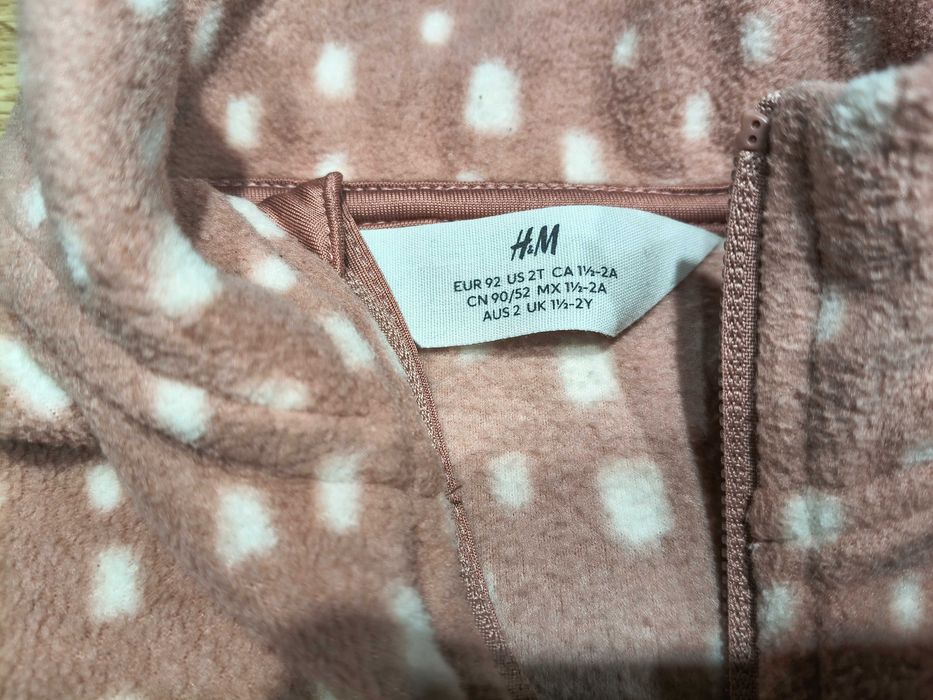 H&M
EUR 92 US 2T CA 1½-2A
CN 90/52 MX 1½-2A
AUS 2 UK 1½-2Y